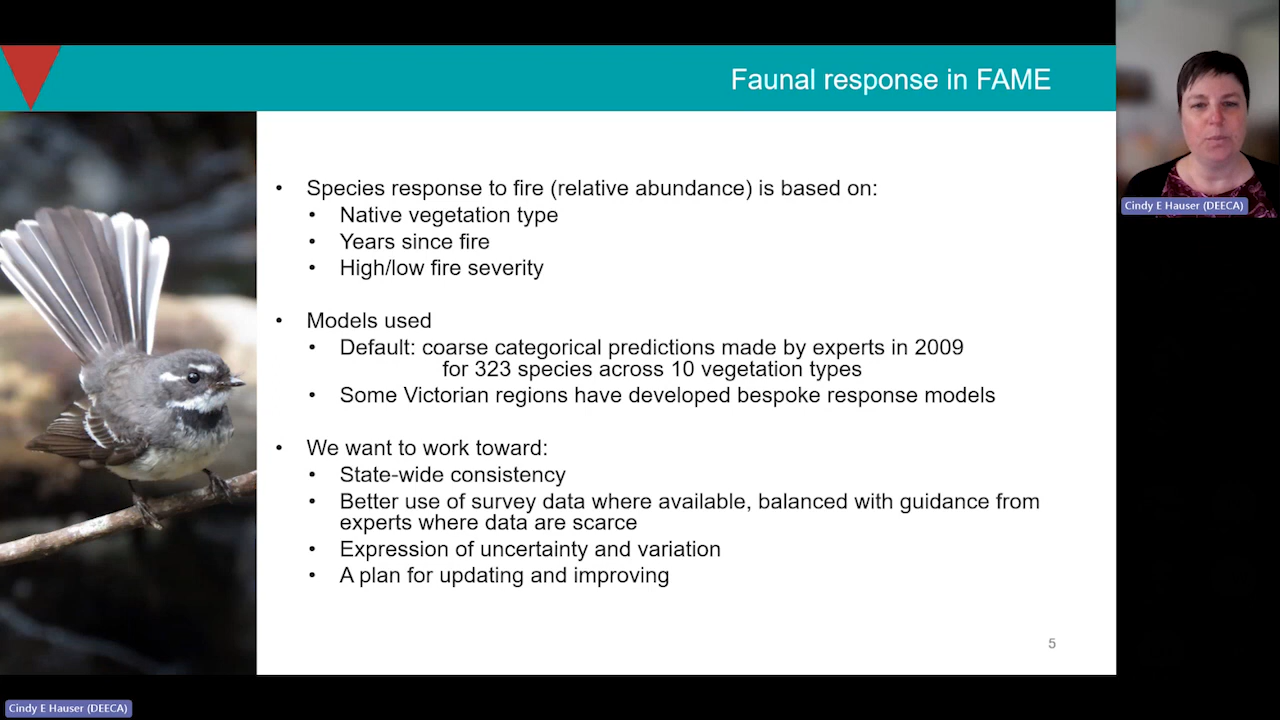 Faunal response in FAME
• Species response to fire (relative abundance) is based on:
• Native vegetation type
• Years since fire
• High/low fire severity
• Models used
• Default: coarse categorical predictions made by experts in 2009
for 323 species across 10 vegetation types
• Some Victorian regions have developed bespoke response models
• We want to work toward:
• State-wide consistency
• Better use of survey data where available, balanced with guidance from
experts where data are scarce
• Expression of uncertainty and variation
• A plan for updating and improving
5
Cindy E Hauser (DEECA)
Cindy E Hauser (DEECA)